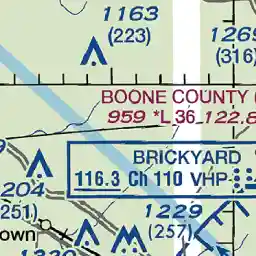 1163
(223)
1269
(316)
BOONE COUNTY (
959 *L 36 122.8
BRICKYARD
116.3 Ch 110 VHP
204
251)
1229
(257)
own